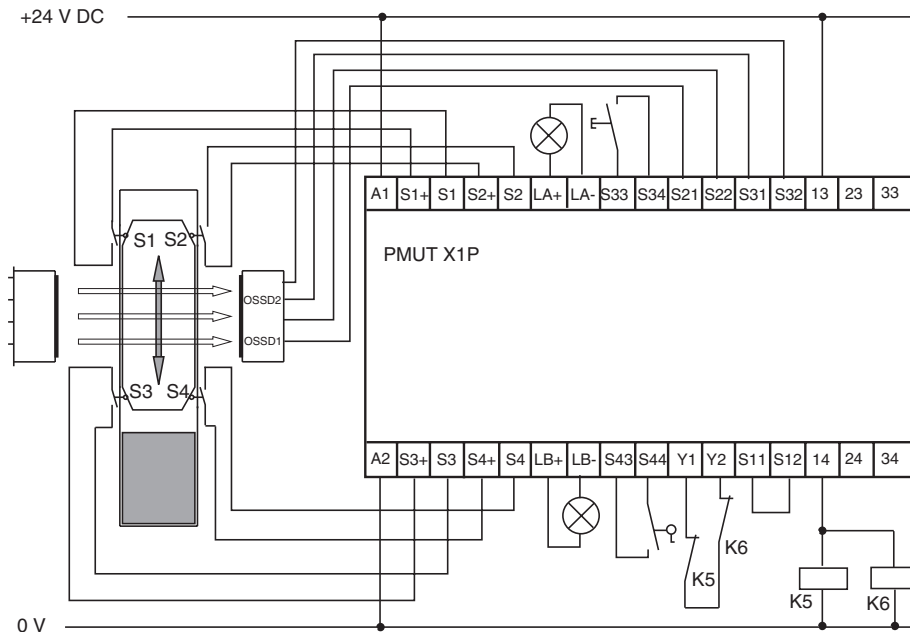 +24 V DC
A1 S1+ S1 S2+ S2 LA+ LA- S33 S34 S21 S22 S31 S32 13 23 33
PMUT X1P
S1 S2
OSSD2
OSSD1
S3 S4
A2 S3+ S3 S4+ S4 LB+ LB- S43 S44 Y1 Y2 S11 S12 14 24 34
K6
K5
K5 K6
0 V